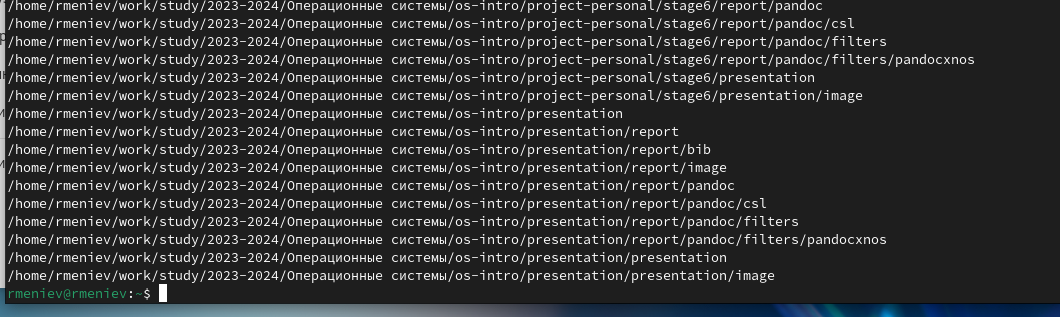 /home/rmeniev/work/study/2023-2024/Операционные системы/os-intro/project-personal/stage6/report/pandoc
/home/rmeniev/work/study/2023-2024/Операционные системы/os-intro/project-personal/stage6/report/pandoc/csl
/home/rmeniev/work/study/2023-2024/Операционные системы/os-intro/project-personal/stage6/report/pandoc/filters
/home/rmeniev/work/study/2023-2024/Операционные системы/os-intro/project-personal/stage6/report/pandoc/filters/pandocxnos
/home/rmeniev/work/study/2023-2024/Операционные системы/os-intro/project-personal/stage6/presentation
/home/rmeniev/work/study/2023-2024/Операционные системы/os-intro/project-personal/stage6/presentation/image
/home/rmeniev/work/study/2023-2024/Операционные системы/os-intro/presentation
/home/rmeniev/work/study/2023-2024/Операционные системы/os-intro/presentation/report
/home/rmeniev/work/study/2023-2024/Операционные системы/os-intro/presentation/report/bib
/home/rmeniev/work/study/2023-2024/Операционные системы/os-intro/presentation/report/image
/home/rmeniev/work/study/2023-2024/Операционные системы/os-intro/presentation/report/pandoc
/home/rmeniev/work/study/2023-2024/Операционные системы/os-intro/presentation/report/pandoc/csl
/home/rmeniev/work/study/2023-2024/Операционные системы/os-intro/presentation/report/pandoc/filters
/home/rmeniev/work/study/2023-2024/Операционные системы/os-intro/presentation/report/pandoc/filters/pandocxnos
/home/rmeniev/work/study/2023-2024/Операционные системы/os-intro/presentation/presentation
/home/rmeniev/work/study/2023-2024/Операционные системы/os-intro/presentation/presentation/image
rmeniev@rmeniev:~$